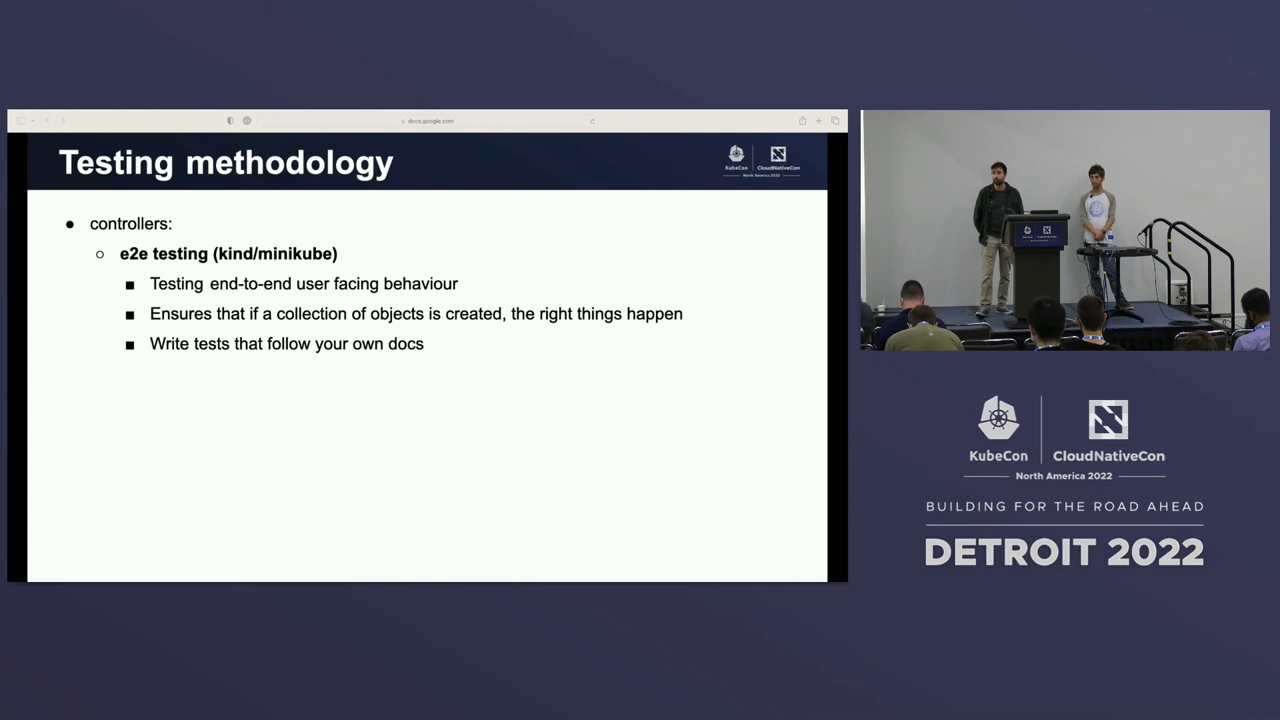 docs.google.com
Testing methodology
KubeCon
CloudNativeCon
North America 2022
● controllers:
○ e2e testing (kind/minikube)
■ Testing end-to-end user facing behaviour
■ Ensures that if a collection of objects is created, the right things happen
■ Write tests that follow your own docs
KubeCon
CloudNativeCon
North America 2022
BUILDING FOR THE ROAD AHEAD
DETROIT 2022